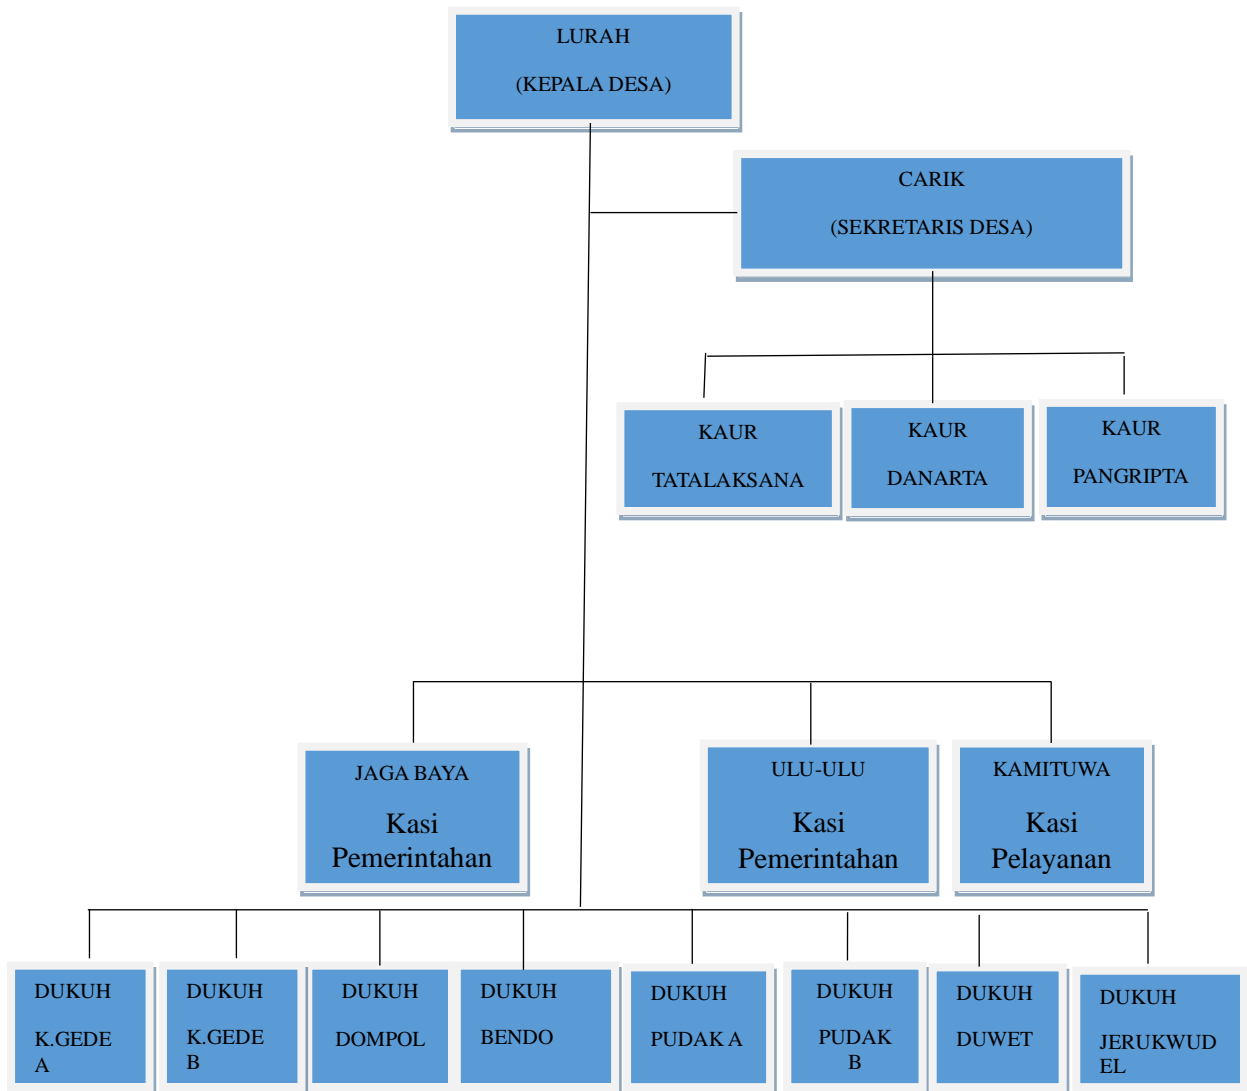 LURAH
(KEPALA DESA)
CARIK
(SEKRETARIS DESA)
KAUR
TATALAKSANA
KAUR
DANARTA
KAUR
PANGRIPTA
JAGA BAYA
Kasi
Pemerintahan
ULU-ULU
Kasi
Pemerintahan
KAMITUWA
Kasi
Pelayanan
DUKUH
K.GEDE
A
DUKUH
K.GEDE
B
DUKUH
DOMPOL
DUKUH
BENDO
DUKUH
PUDAK A
DUKUH
PUDAK
B
DUKUH
DUWET
DUKUH
JERUKWUD
EL